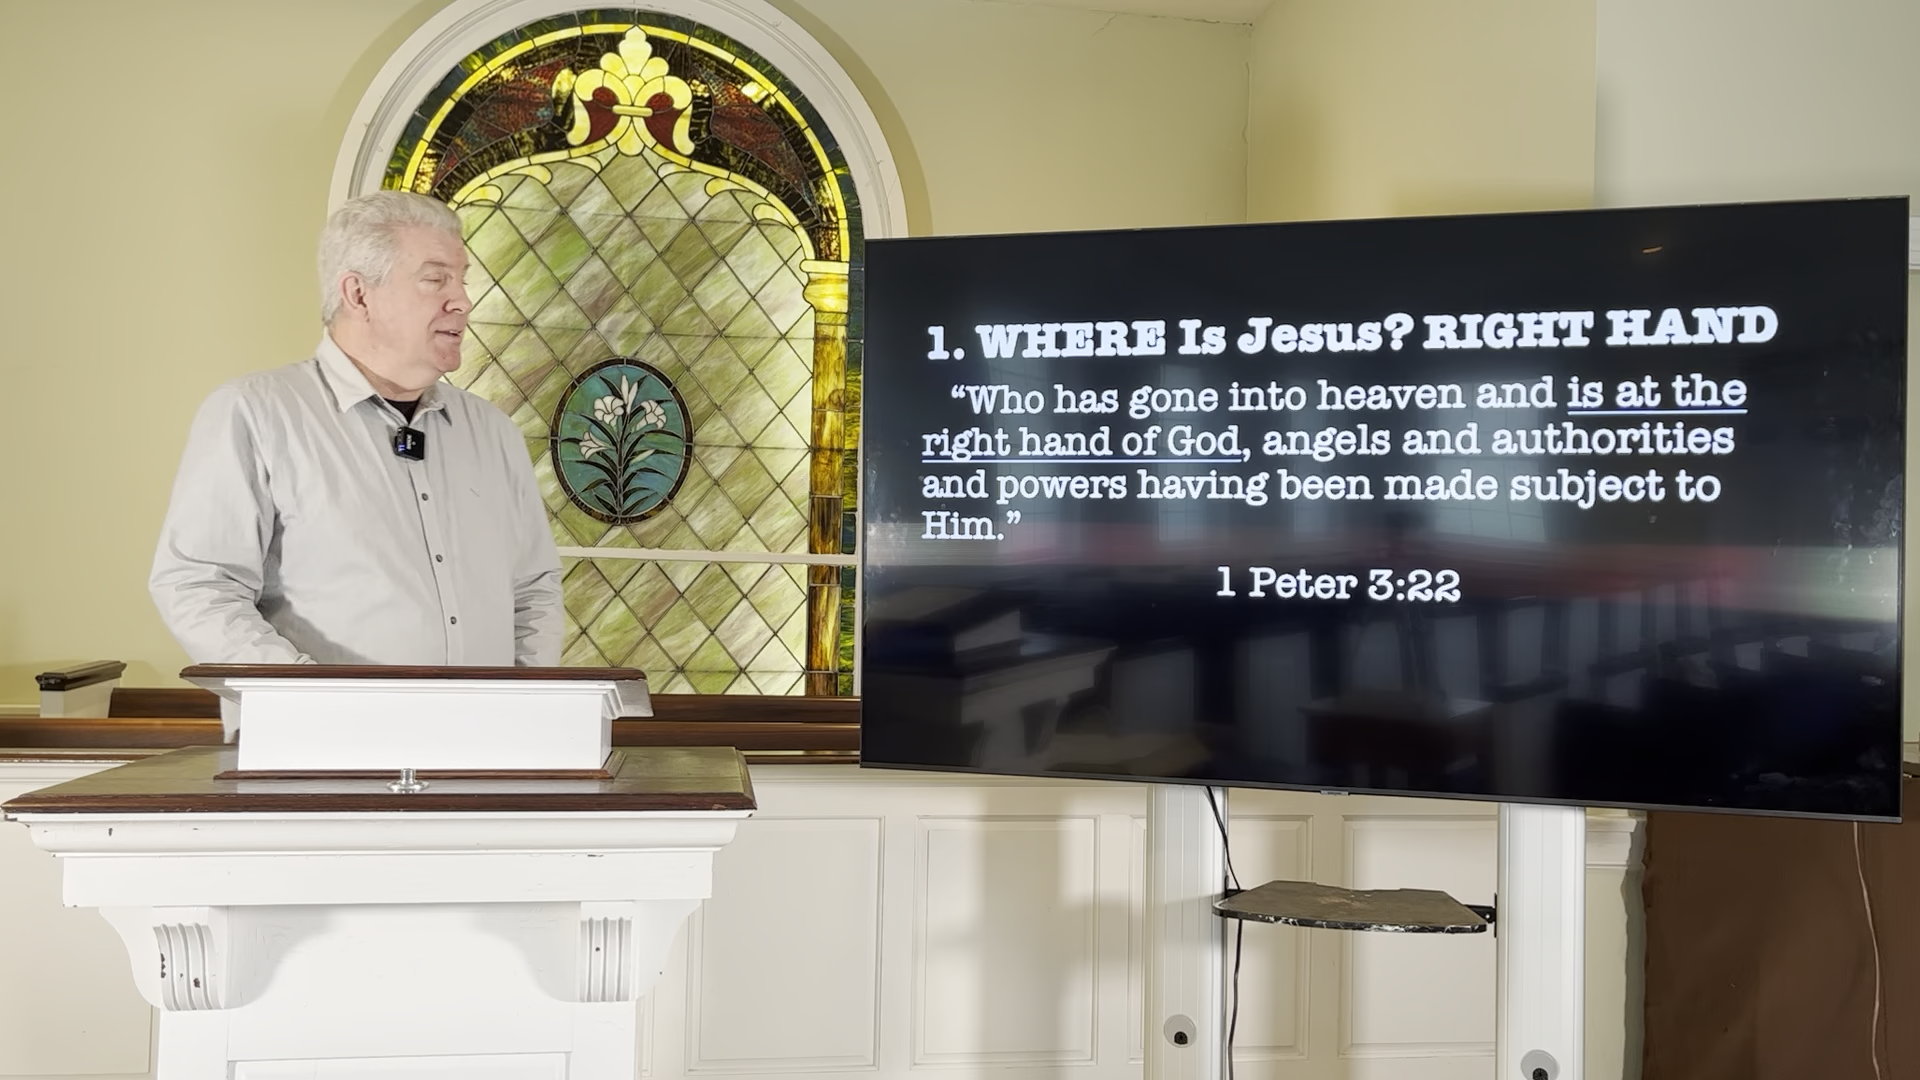 1. WHERE Is Jesus? RIGHT HAND
“Who has gone into heaven and is at the
right hand of God, angels and authorities
and powers having been made subject to
Him.”
1 Peter 3:22